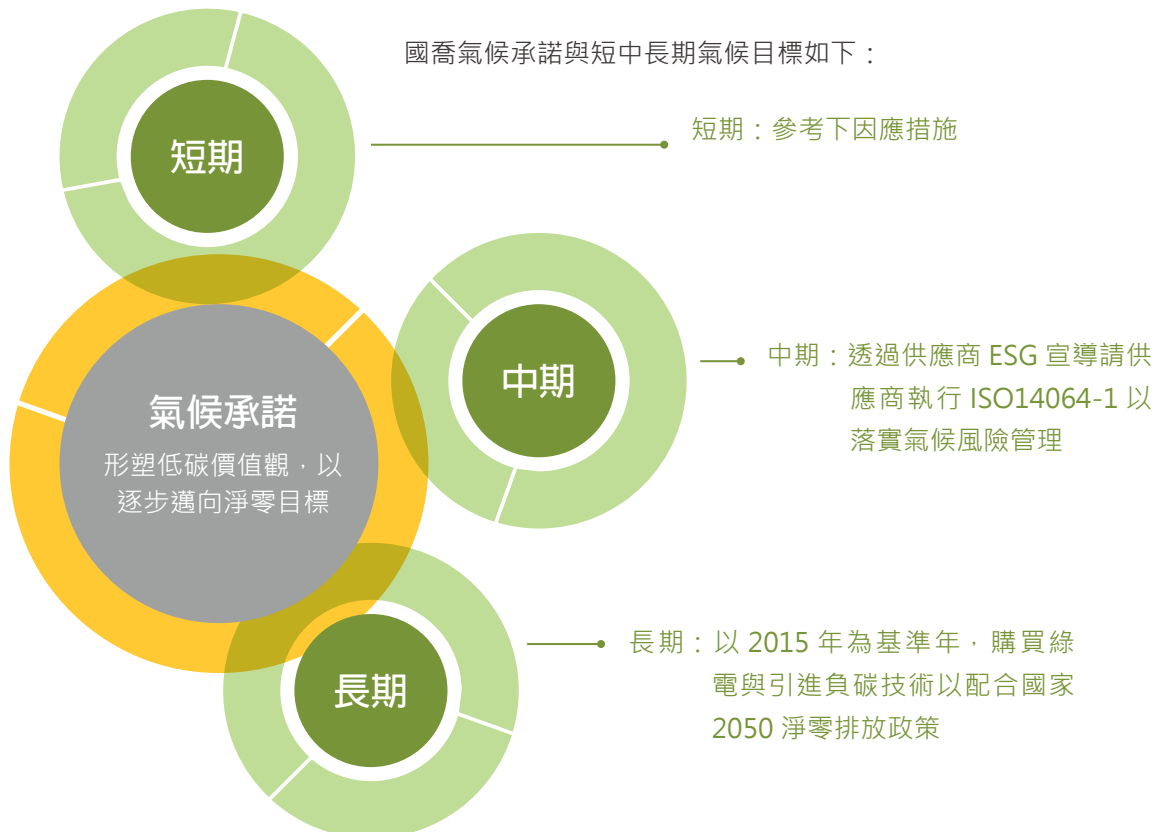 國喬氣候承諾與短中長期氣候目標如下：
短期
短期：參考下因應措施
中期
中期：透過供應商 ESG 宣導請供
應商執行 ISO14064-1 以
落實氣候風險管理
氣候承諾
形塑低碳價值觀，以
逐步邁向淨零目標
長期
長期：以 2015 年為基準年，購買綠
電與引進負碳技術以配合國家
2050 淨零排放政策